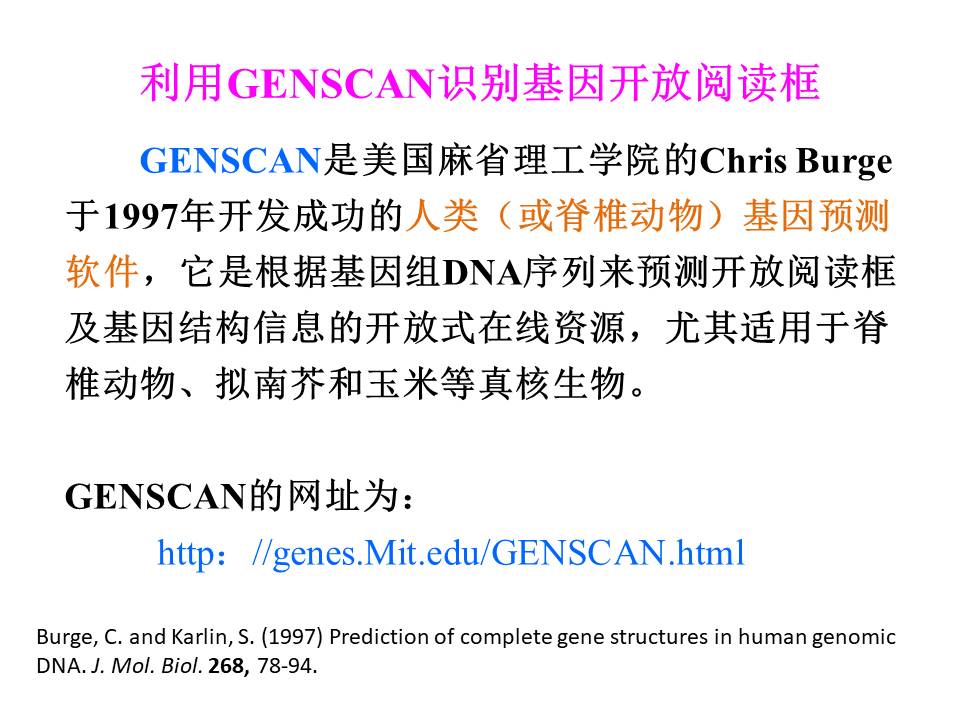 利用GENSCAN识别基因开放阅读框
GENSCAN是美国麻省理工学院的Chris Burge
于1997年开发成功的人类（或脊椎动物）基因预测
软件，它是根据基因组DNA序列来预测开放阅读框
及基因结构信息的开放式在线资源，尤其适用于脊
椎动物、拟南芥和玉米等真核生物。
GENSCAN的网址为：
http：//genes.Mit.edu/GENSCAN.html
Burge, C. and Karlin, S. (1997) Prediction of complete gene structures in human genomic
DNA. J. Mol. Biol. 268, 78-94.